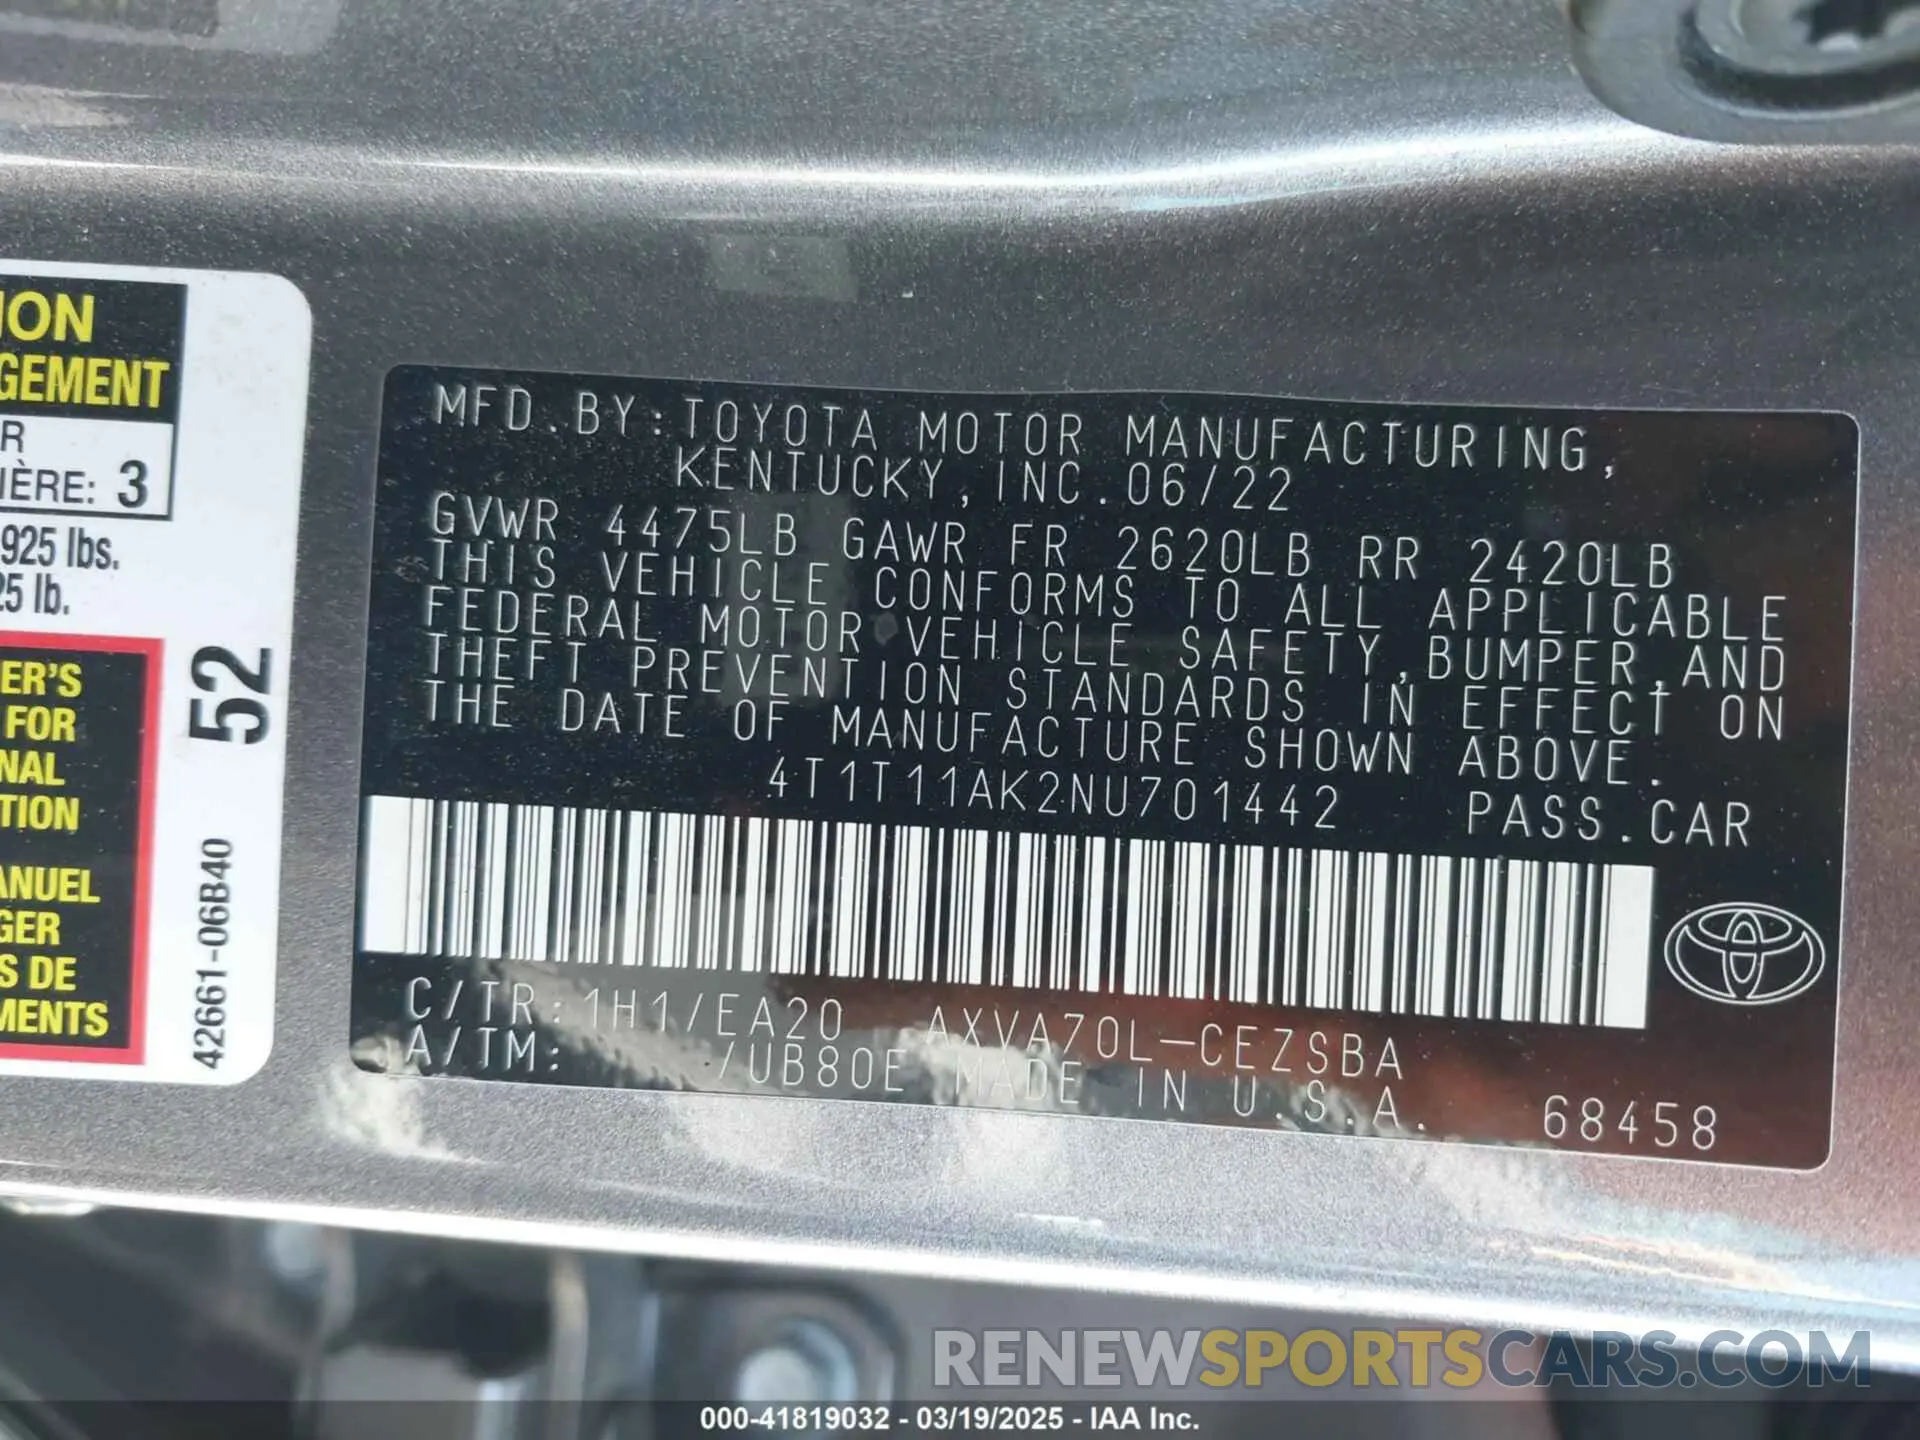 ION
GEMENT
R
IÈRE: 3
925 lbs.
25 lb.
ER'S
FOR
NAL
TION
ANUEL
GER
S DE
MENTS
52
42661-06B40
MFD.BY:TOYOTA MOTOR MANUFACTURING,
KENTUCKY,INC.06/22
GVWR 4475LB GAWR FR 2620LB RR 2420LB
THIS VEHICLE CONFORMS TO ALL APPLICABLE
FEDERAL MOTOR VEHICLE SAFETY,BUMPER,AND
THEFT PREVENTION STANDARDS IN EFFECT ON
THE DATE OF MANUFACTURE SHOWN ABOVE.
4T1T11AK2NU701442 PASS.CAR
C/TR:1H1/EA20 AXVA70L-CEZSBA
A/TM: /UB80E MADE IN U.S.A.
68458
RENEWSPORTSCARS.COM
000-41819032 - 03/19/2025 - IAA Inc.